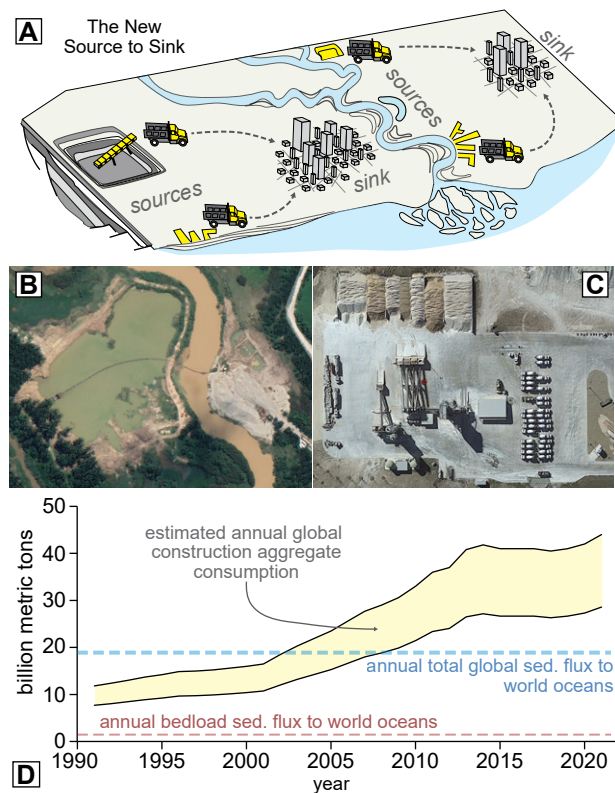 A
The New
Source to Sink
sink
sources
sources
sink
B
C
50
40
30
20
10
0
billion metric tons
estimated annual global
construction aggregate
consumption
annual total global sed. flux to
world oceans
annual bedload sed. flux to world oceans
1990
1995
2000
2005
2010
2015
2020
year
D